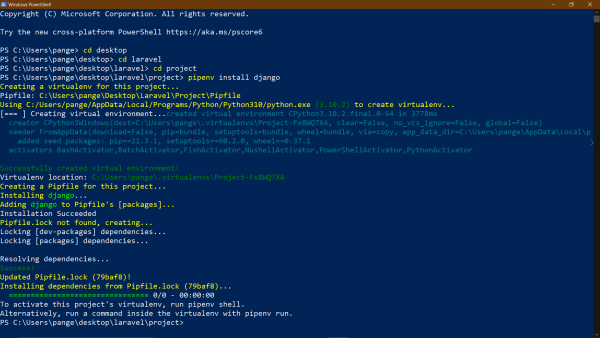 Windows PowerShell
Copyright (C) Microsoft Corporation. All rights reserved.
Try the new cross-platform PowerShell https://aka.ms/pscore6
PS C:\Users\pange> cd desktop
PS C:\Users\pange\desktop> cd laravel
PS C:\Users\pange\desktop\laravel> cd project
PS C:\Users\pange\desktop\laravel\project> pipenv install django
Creating a virtualenv for this project...
Pipfile: C:\Users\pange\Desktop\Laravel\Project\Pipfile
Using C:/Users/pange/AppData/Local/Programs/Python/Python310/python.exe (3.10.2) to create virtualenv...
[=== ] Creating virtual environment...created virtual environment CPython3.10.2.final.0-64 in 3778ms
creator CPython3Windows(dest=C:\Users\pange\.virtualenvs\Project-FxBWQ7XA, clear=False, no_vcs_ignore=False, global=False)
seeder FromAppData(download=False, pip=bundle, setuptools=bundle, wheel=bundle, via=copy, app_data_dir=C:\Users\pange\AppData\Local\p
y
added seed packages: pip==21.3.1, setuptools==60.2.0, wheel==0.37.1
activators BashActivator,BatchActivator,FishActivator,NushellActivator,PowerShellActivator,PythonActivator
Successfully created virtual environment!
Virtualenv location: C:\Users\pange\.virtualenvs\Project-FxBWQ7XA
Creating a Pipfile for this project...
Installing django...
Adding django to Pipfile's [packages]...
Installation Succeeded
Pipfile.lock not found, creating...
Locking [dev-packages] dependencies...
Locking [packages] dependencies...
Resolving dependencies...
Success!
Updated Pipfile.lock (79baf8)!
Installing dependencies from Pipfile.lock (79baf8)...
================================ 0/0 - 00:00:00
To activate this project's virtualenv, run pipenv shell.
Alternatively, run a command inside the virtualenv with pipenv run.
PS C:\Users\pange\desktop\laravel\project>